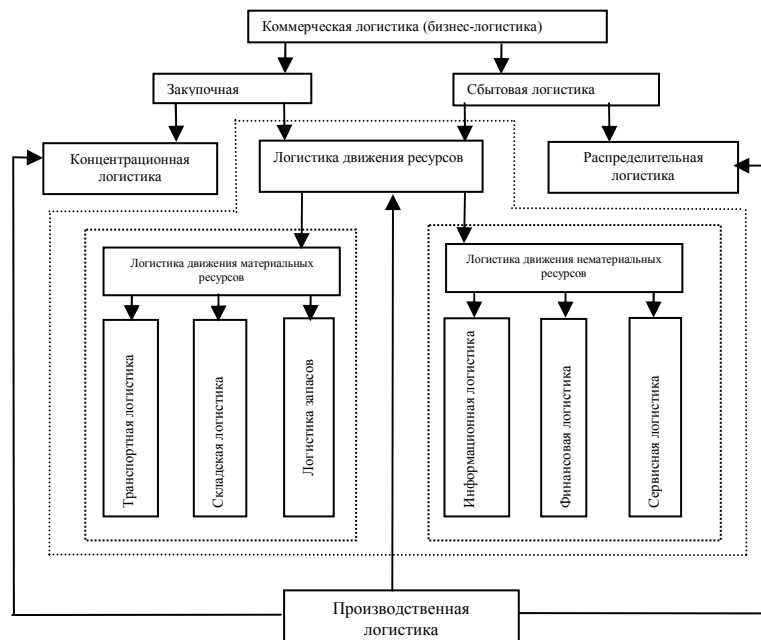 Коммерческая логистика (бизнес-логистика)
Закупочная
Сбытовая логистика
Концентрационная
логистика
Логистика движения ресурсов
Распределительная
логистика
Логистика движения материальных
ресурсов
Логистика движения нематериальных
ресурсов
Транспортная логистика
Складская логистика
Логистика запасов
Информационная логистика
Финансовая логистика
Сервисная логистика
Производственная
логистика